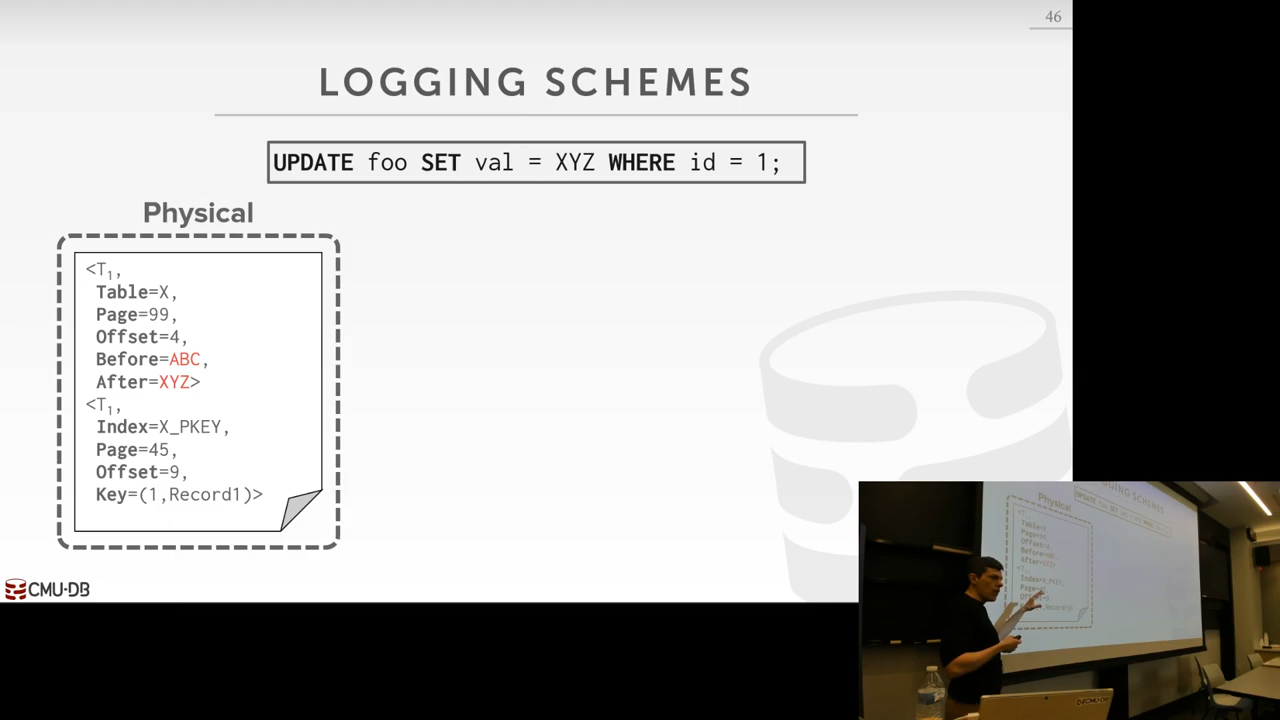 46
LOGGING SCHEMES
UPDATE foo SET val = XYZ WHERE id = 1;
Physical
<T1,
Table=X,
Page=99,
Offset=4,
Before=ABC,
After=XYZ>
<T1,
Index=X_PKEY,
Page=45,
Offset=9,
Key=(1,Record1)>
CMU·DB